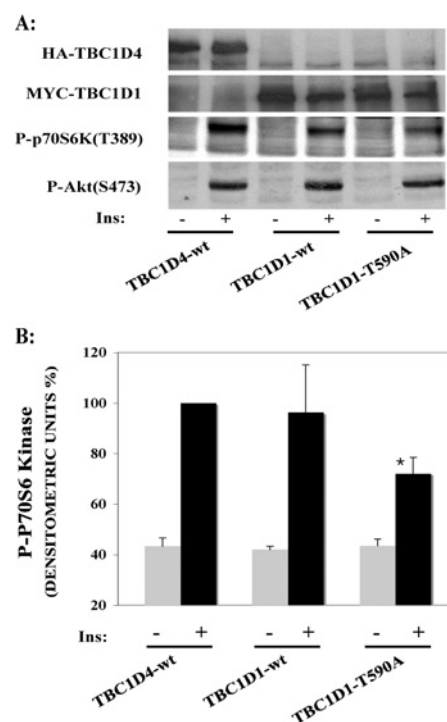 A:
HA-TBC1D4
MYC-TBC1D1
P-p70S6K(T389)
P-Akt(S473)
Ins: - + - + - +
TBC1D4-wt TBC1D1-wt TBC1D1-T590A
B:
P-P70S6 Kinase
(DENSITOMETRIC UNITS %)
120
100
80
60
40
20
*
Ins: - + - + - +
TBC1D4-wt TBC1D1-wt TBC1D1-T590A